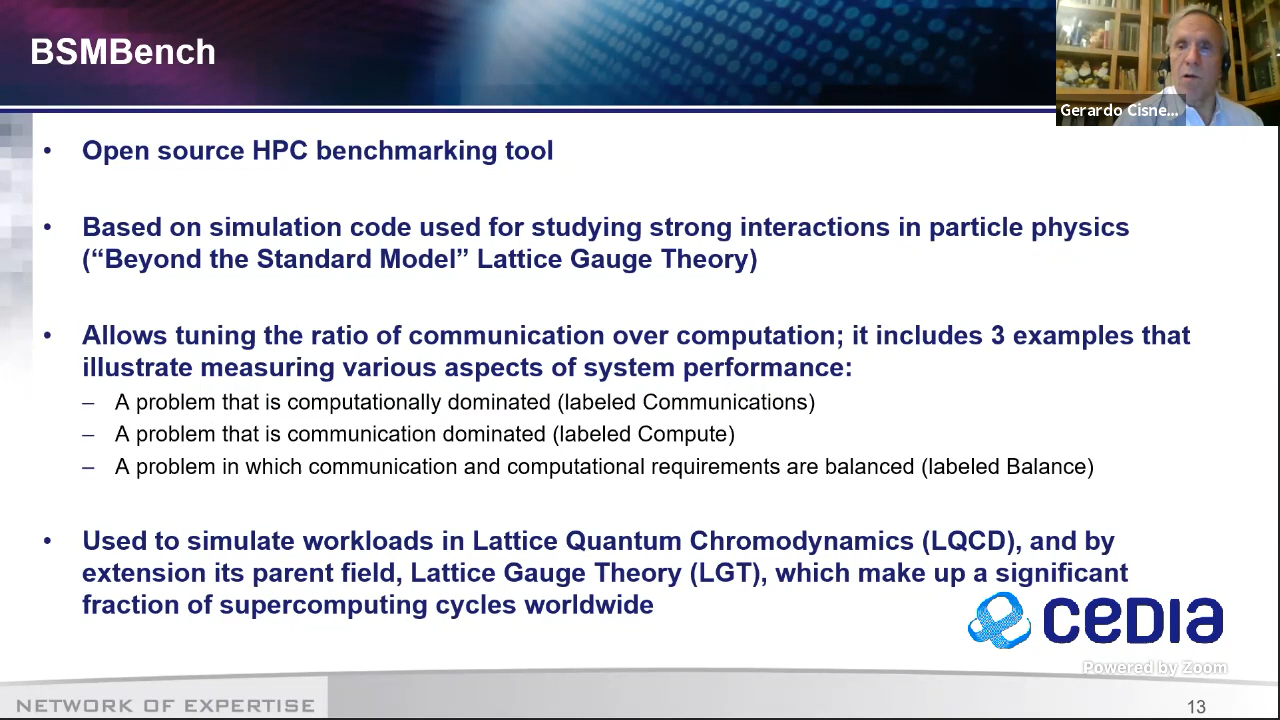 BSMBench
Gerardo Cisne...
• Open source HPC benchmarking tool
• Based on simulation code used for studying strong interactions in particle physics
(“Beyond the Standard Model” Lattice Gauge Theory)
• Allows tuning the ratio of communication over computation; it includes 3 examples that
illustrate measuring various aspects of system performance:
– A problem that is computationally dominated (labeled Communications)
– A problem that is communication dominated (labeled Compute)
– A problem in which communication and computational requirements are balanced (labeled Balance)
• Used to simulate workloads in Lattice Quantum Chromodynamics (LQCD), and by
extension its parent field, Lattice Gauge Theory (LGT), which make up a significant
fraction of supercomputing cycles worldwide
CEDIA
Powered by Zoom
NETWORK OF EXPERTISE
13